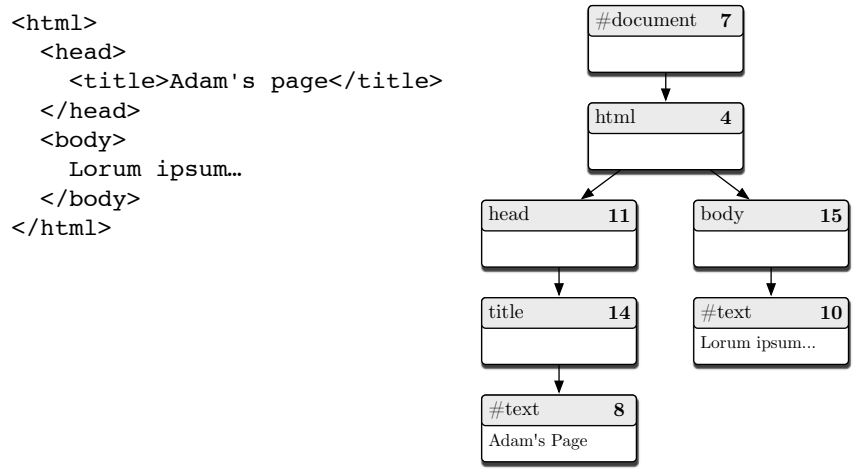 <html>
<head>
<title>Adam's page</title>
</head>
<body>
Lorum ipsum…
</body>
</html>
#document 7
html 4
head 11
body 15
title 14
#text 10
Lorum ipsum...
#text 8
Adam's Page